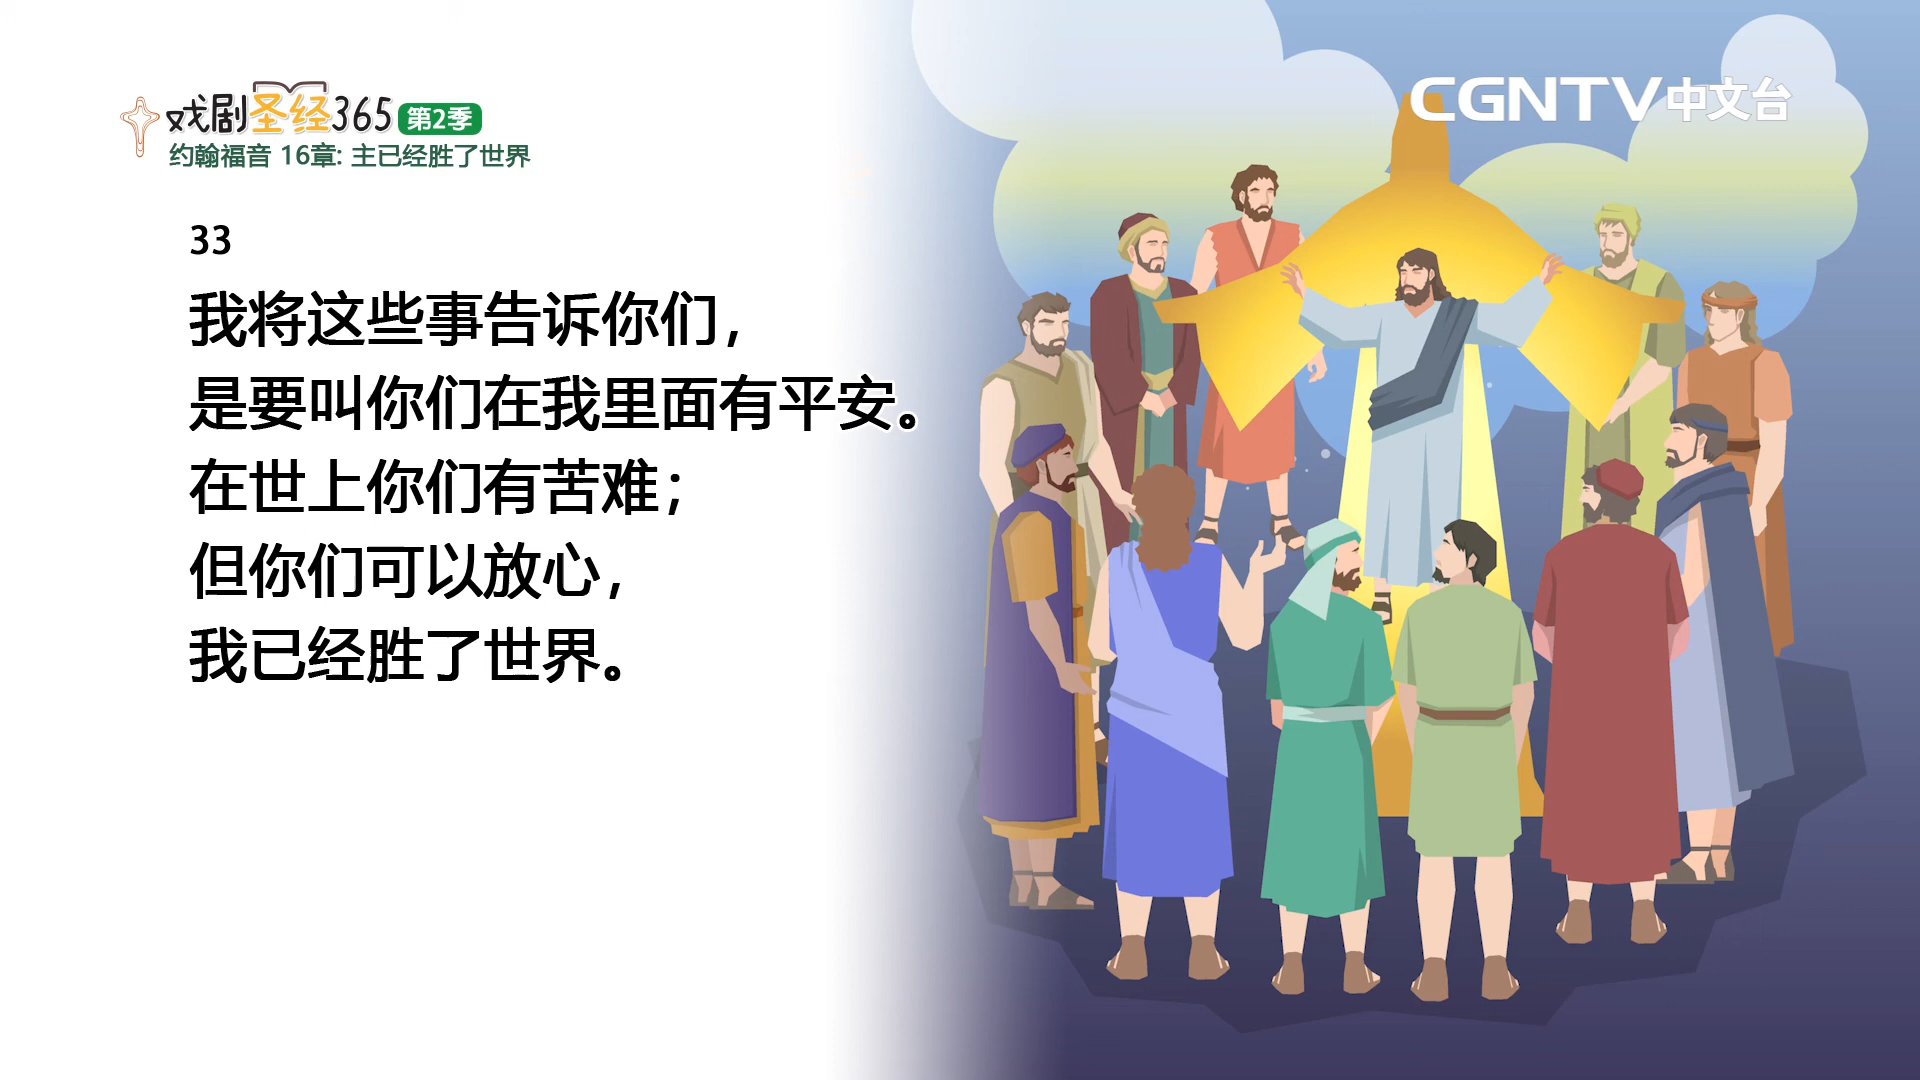 戏剧圣经365 第2季
约翰福音 16章: 主已经胜了世界
CGNTV中文台
33
我将这些事告诉你们，
是要叫你们在我里面有平安。
在世上你们有苦难；
但你们可以放心，
我已经胜了世界。